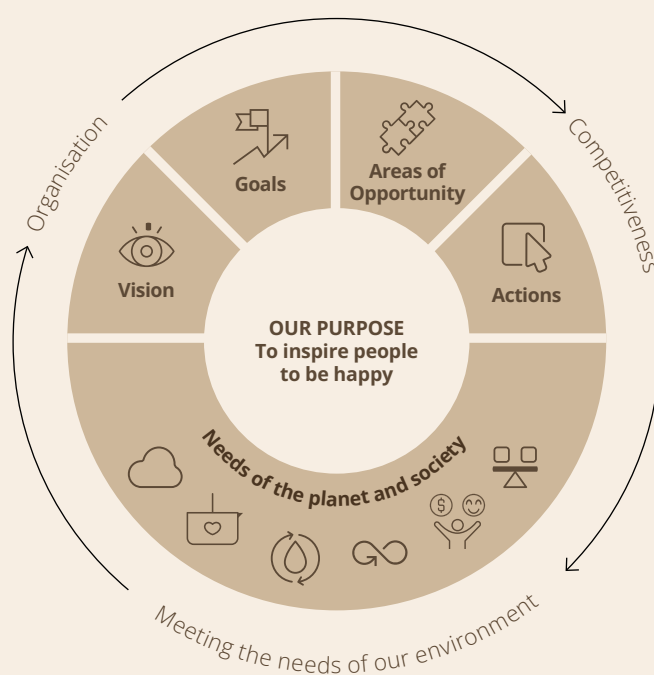 Organisation
Competitiveness
Goals
Areas of
Opportunity
Vision
Actions
OUR PURPOSE
To inspire people
to be happy
Needs of the planet and society
$
Meeting the needs of our environment